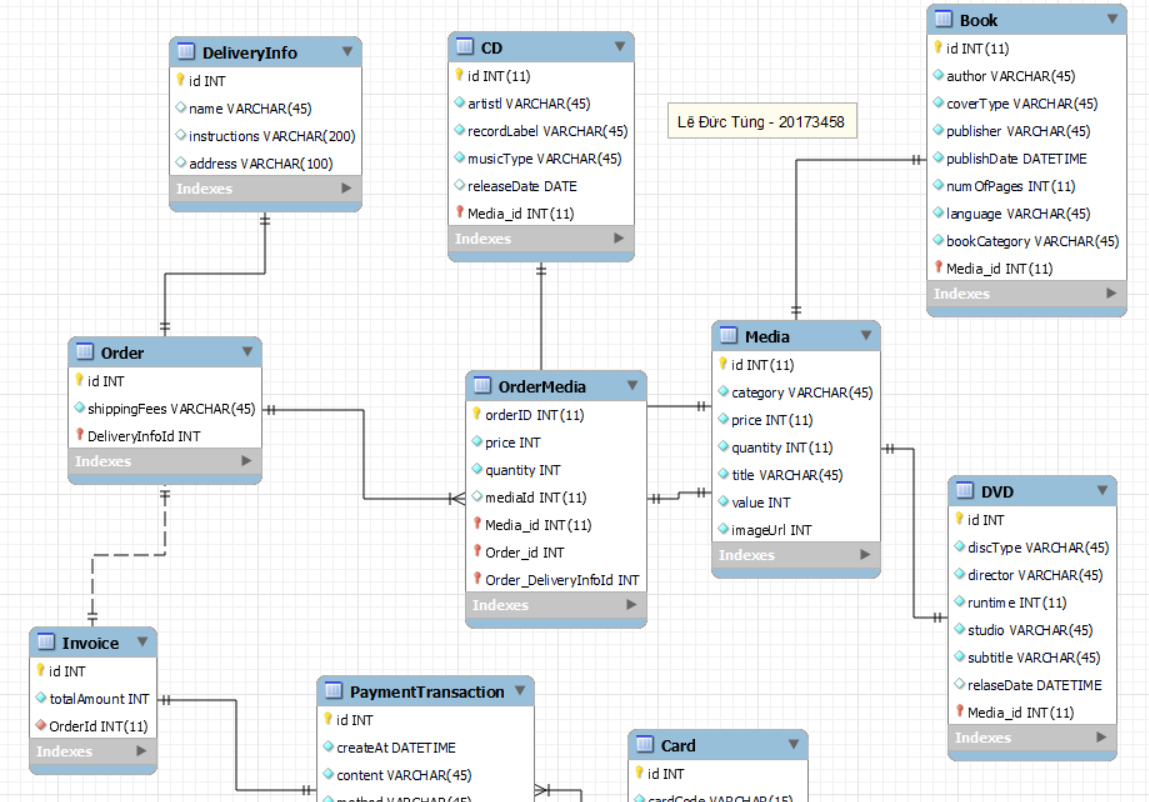 DeliveryInfo
id INT
name VARCHAR(45)
instructions VARCHAR(200)
address VARCHAR(100)
Indexes
CD
id INT(11)
artistl VARCHAR(45)
recordLabel VARCHAR(45)
musicType VARCHAR(45)
releaseDate DATE
Media_id INT(11)
Indexes
Lê Đức Tùng - 20173458
Book
id INT(11)
author VARCHAR(45)
coverType VARCHAR(45)
publisher VARCHAR(45)
publishDate DATETIME
numOfPages INT(11)
language VARCHAR(45)
bookCategory VARCHAR(45)
Media_id INT(11)
Indexes
Order
id INT
shippingFees VARCHAR(45)
DeliveryInfoId INT
Indexes
OrderMedia
orderID INT(11)
price INT
quantity INT
mediaId INT(11)
Media_id INT(11)
Order_id INT
Order_DeliveryInfoId INT
Indexes
Media
id INT(11)
category VARCHAR(45)
price INT(11)
quantity INT(11)
title VARCHAR(45)
value INT
imageUrl INT
Indexes
DVD
id INT
discType VARCHAR(45)
director VARCHAR(45)
runtime INT(11)
studio VARCHAR(45)
subtitle VARCHAR(45)
relaseDate DATETIME
Media_id INT(11)
Indexes
Invoice
id INT
totalAmount INT
OrderId INT(11)
Indexes
PaymentTransaction
id INT
createAt DATETIME
content VARCHAR(45)
method VARCHAR(45)
Card
id INT
cardCode VARCHAR(15)